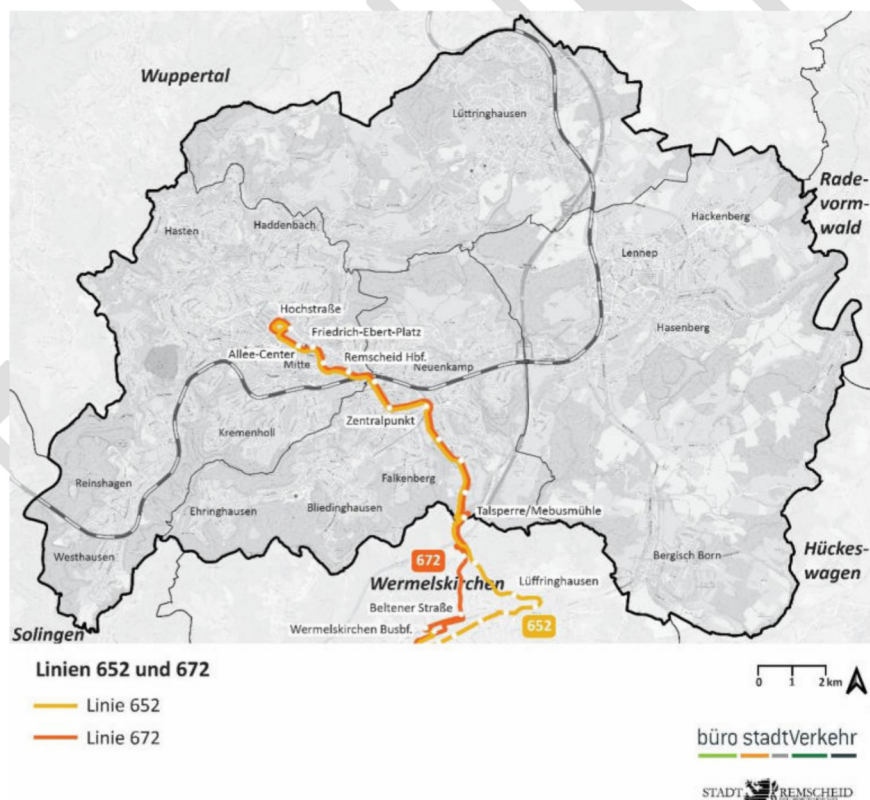 Wuppertal
Lüttringhausen
Rade-
vorm-
wald
Hackenberg
Hasten
Haddenbach
Lennep
Hasenberg
Hochstraße
Friedrich-Ebert-Platz
Allee-Center
Mitte
Remscheid Hbf.
Neuenkamp
Zentralpunkt
Kremenholl
Reinshagen
Falkenberg
Ehringhausen
Bliedinghausen
Talsperre/Mebusmühle
Westhausen
Bergisch Born
Hückes-
wagen
672
Wermelskirchen
Lüffringhausen
Beltener Straße
652
Wermelskirchen Busbf.
Solingen
Linien 652 und 672
Linie 652
Linie 672
0 1 2 km
büro stadtVerkehr
STADT REMSCHEID